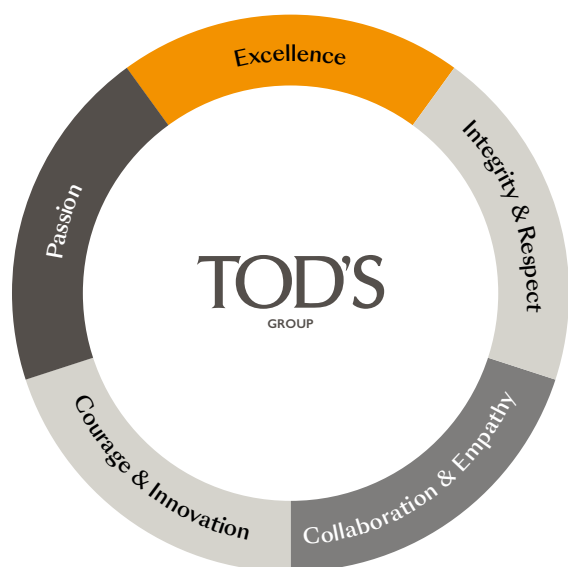 Excellence
Integrity & Respect
Collaboration & Empathy
Courage & Innovation
Passion
TOD'S
GROUP